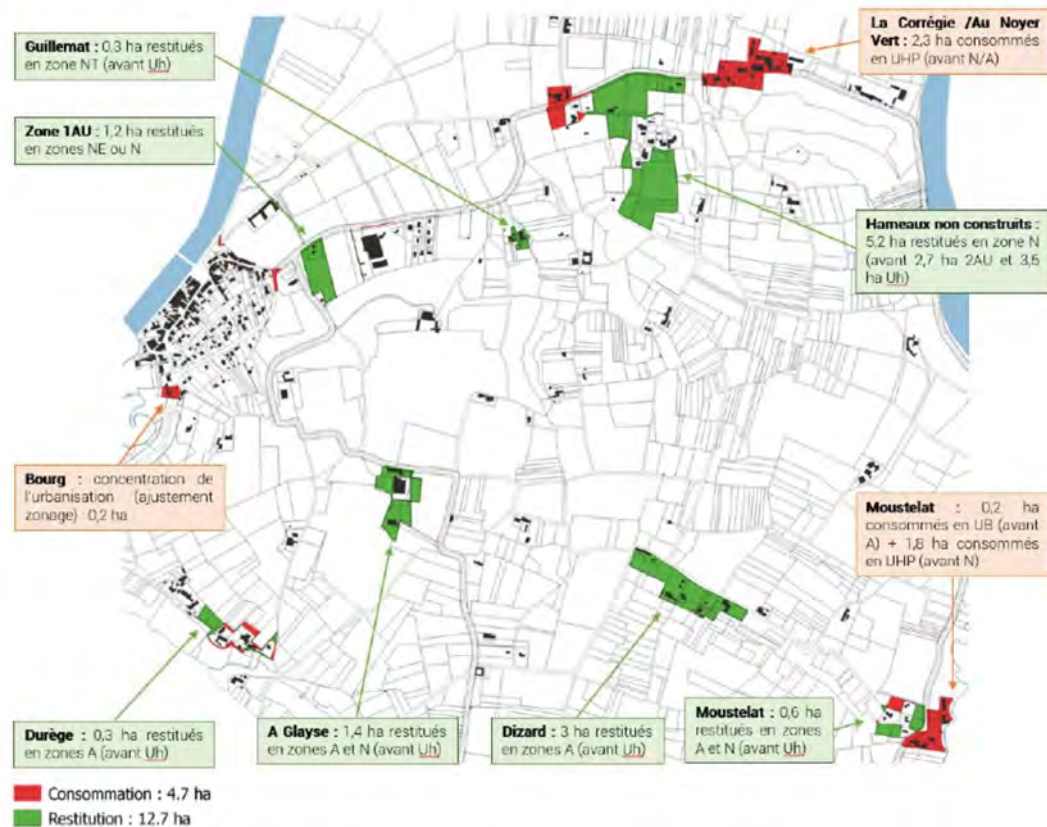 Guillemat : 0,3 ha restitués
en zone NT (avant Uh)
La Corrégie /Au Noyer
Vert : 2,3 ha consommés
en UHP (avant N/A)
Zone 1AU : 1,2 ha restitués
en zones NE ou N
Hameaux non construits :
5,2 ha restitués en zone N
(avant 2,7 ha 2AU et 3,5
ha Uh)
Bourg : concentration de
l'urbanisation (ajustement
zonage) 0,2 ha
Moustelat : 0,2 ha
consommés en UB (avant
A) + 1,8 ha consommés
en UHP (avant N)
Durège : 0,3 ha restitués
en zones A (avant Uh)
A Glayse : 1,4 ha restitués
en zones A et N (avant Uh)
Dizard : 3 ha restitués
en zones A (avant Uh)
Moustelat : 0,6 ha
restitués en zones
A et N (avant Uh)
Consommation : 4.7 ha
Restitution : 12.7 ha